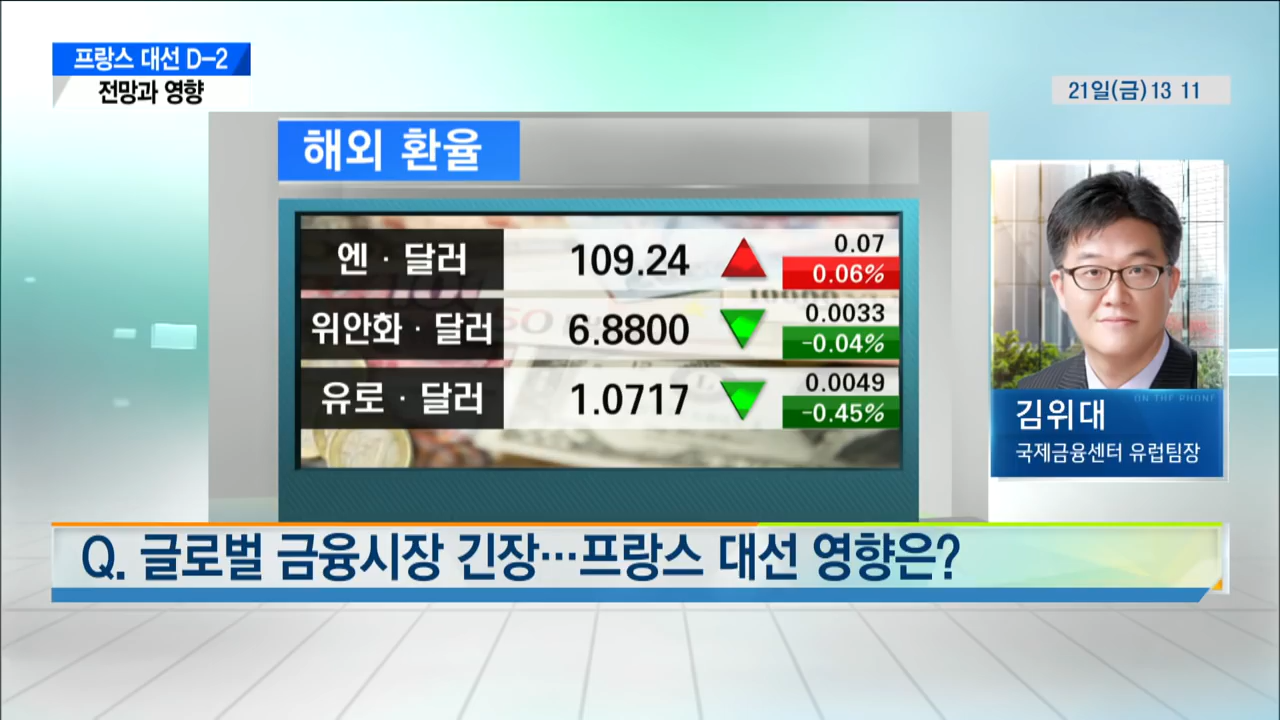 프랑스 대선 D-2
전망과 영향
21일(금) 13 11
해외 환율
엔 · 달러 109.24 ▲ 0.07 0.06%
위안화 · 달러 6.8800 ▼ 0.0033 -0.04%
유로 · 달러 1.0717 ▼ 0.0049 -0.45%
ON THE PHONE
김위대
국제금융센터 유럽팀장
Q. 글로벌 금융시장 긴장…프랑스 대선 영향은?